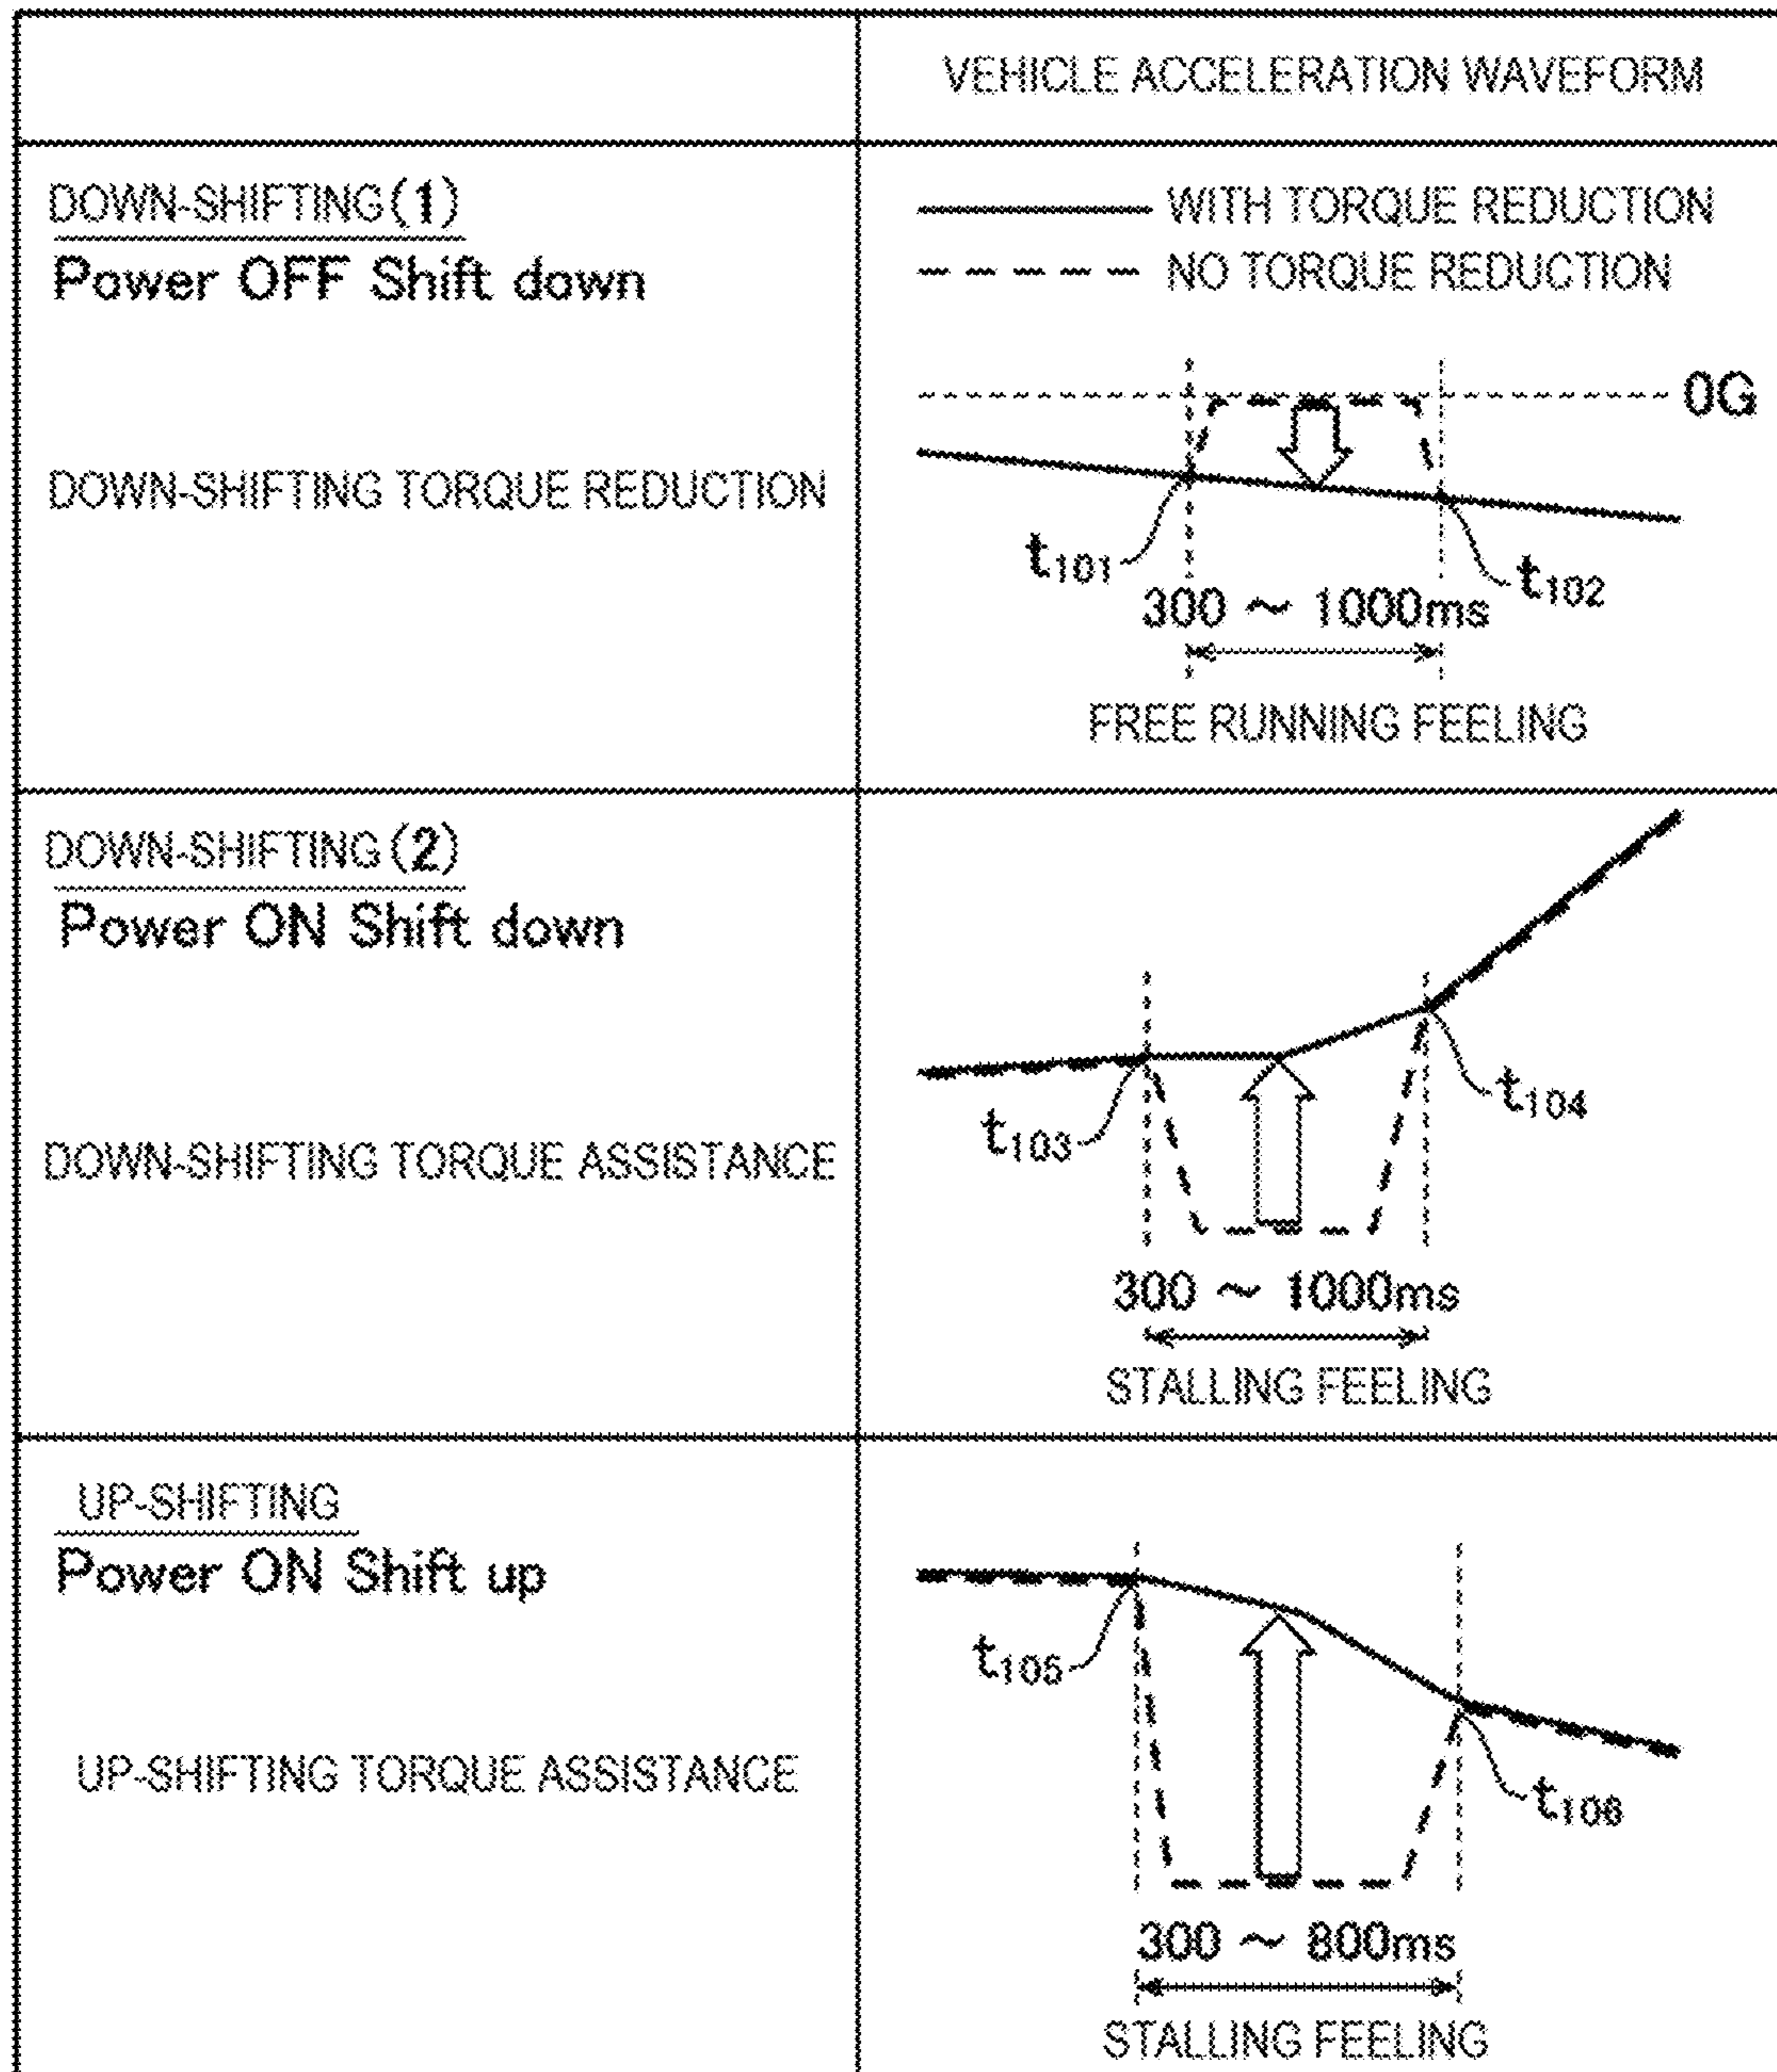 VEHICLE ACCELERATION WAVEFORM
DOWN-SHIFTING(1)
Power OFF Shift down
DOWN-SHIFTING TORQUE REDUCTION
WITH TORQUE REDUCTION
NO TORQUE REDUCTION
0G
t101
t102
300 ~ 1000ms
FREE RUNNING FEELING
DOWN-SHIFTING(2)
Power ON Shift down
DOWN-SHIFTING TORQUE ASSISTANCE
t103
t104
300 ~ 1000ms
STALLING FEELING
UP-SHIFTING
Power ON Shift up
UP-SHIFTING TORQUE ASSISTANCE
t105
t106
300 ~ 800ms
STALLING FEELING